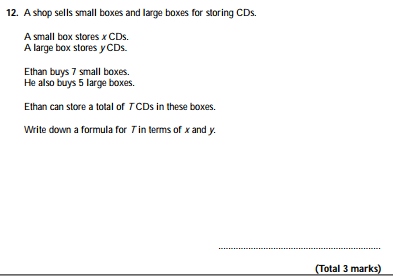 12. A shop sells small boxes and large boxes for storing CDs.
A small box stores x CDs.
A large box stores y CDs.
Ethan buys 7 small boxes.
He also buys 5 large boxes.
Ethan can store a total of T CDs in these boxes.
Write down a formula for T in terms of x and y.
..............................................................
(Total 3 marks)